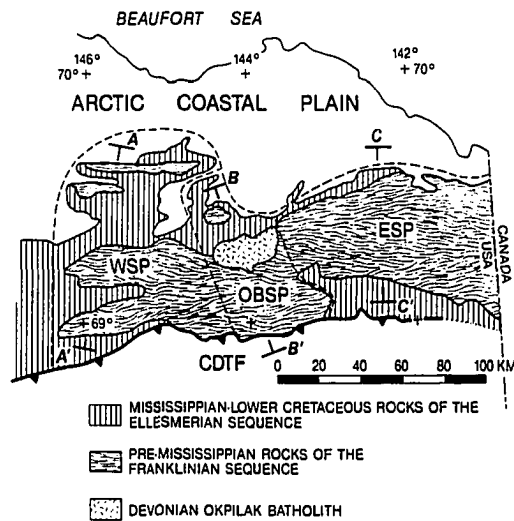 BEAUFORT SEA
146° 144° 142°
70° + + + 70°
ARCTIC COASTAL PLAIN
A
C
B
ESP
WSP
CANADA
USA
OBSP
+ 69°
+
C'
+
A'
B'
CDTF
0 20 40 60 80 100 KM
MISSISSIPPIAN-LOWER CRETACEOUS ROCKS OF THE
ELLESMERIAN SEQUENCE
PRE-MISSISSIPPIAN ROCKS OF THE
FRANKLINIAN SEQUENCE
DEVONIAN OKPILAK BATHOLITH